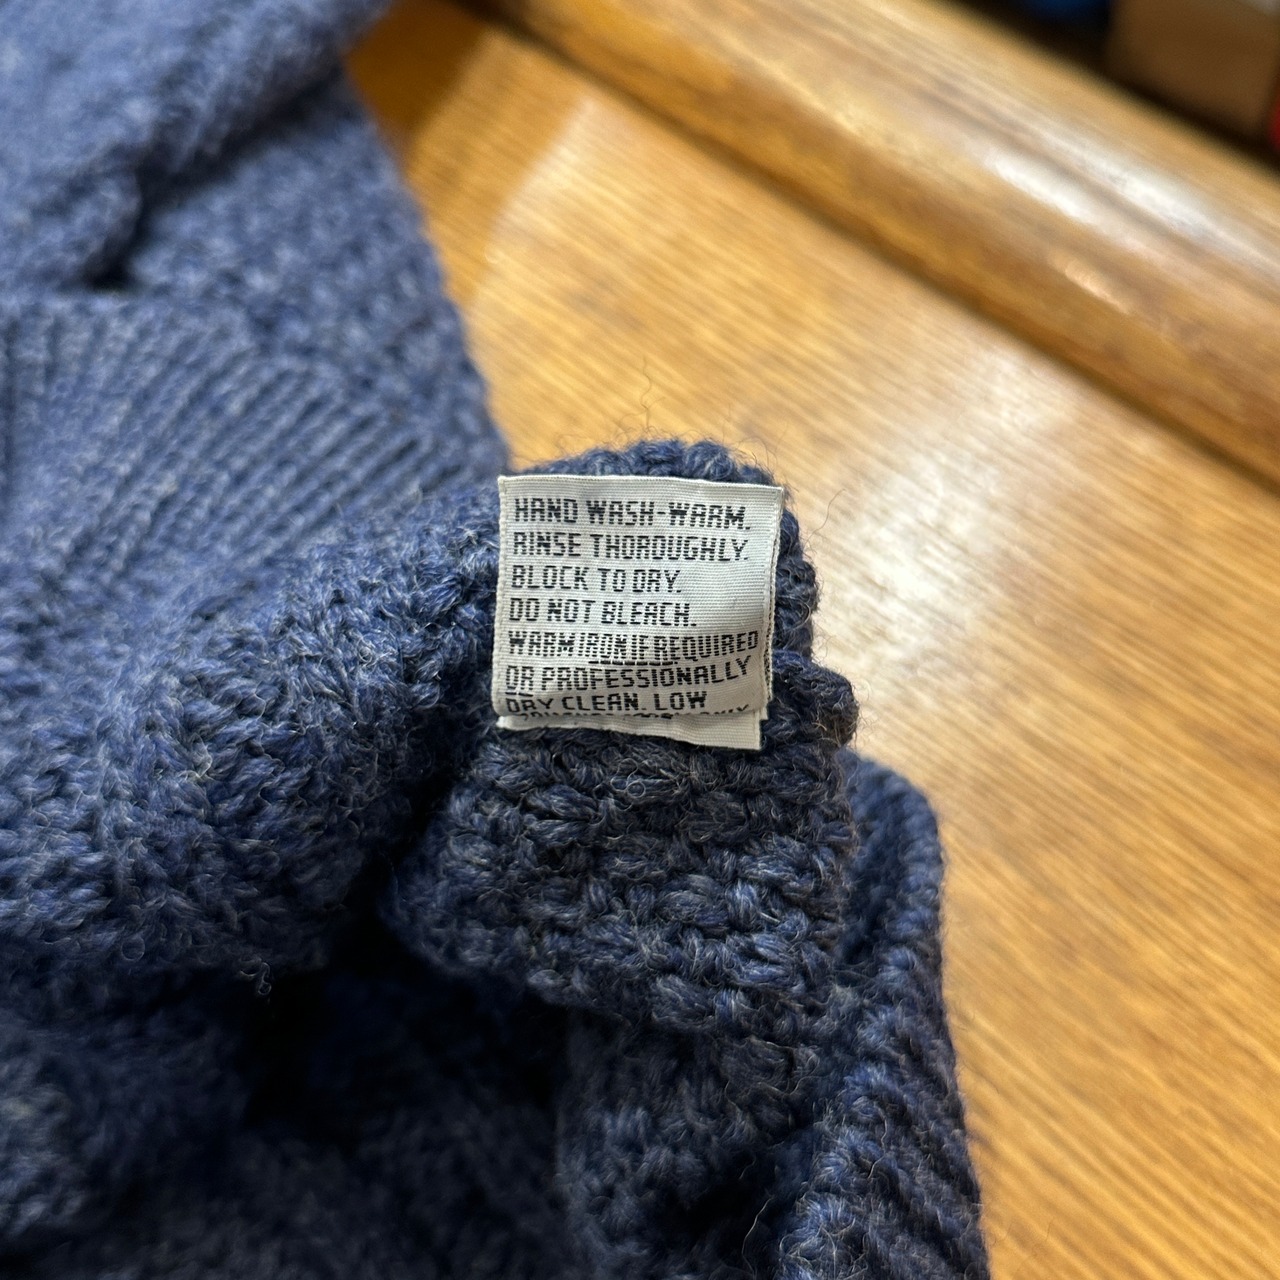 HAND WASH-WARM.
RINSE THOROUGHLY.
BLOCK TO DRY.
DO NOT BLEACH.
WARM IRON IF REQUIRED
OR PROFESSIONALLY
DRY CLEAN. LOW